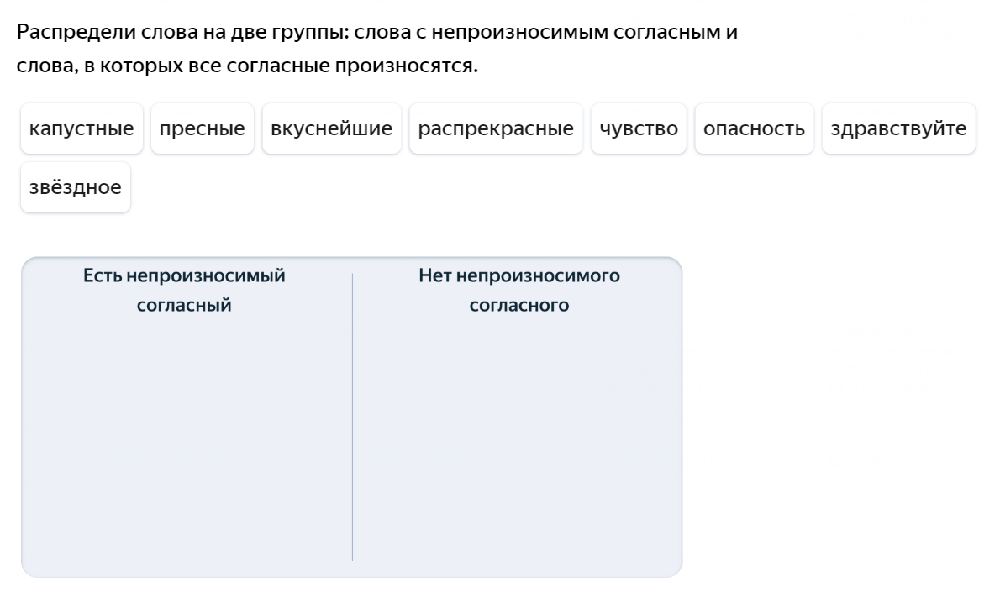 Распредели слова на две группы: слова с непроизносимым согласным и
слова, в которых все согласные произносятся.
капустные пресные вкуснейшие распрекрасные чувство опасность здравствуйте
звёздное
Есть непроизносимый согласный
Нет непроизносимого согласного